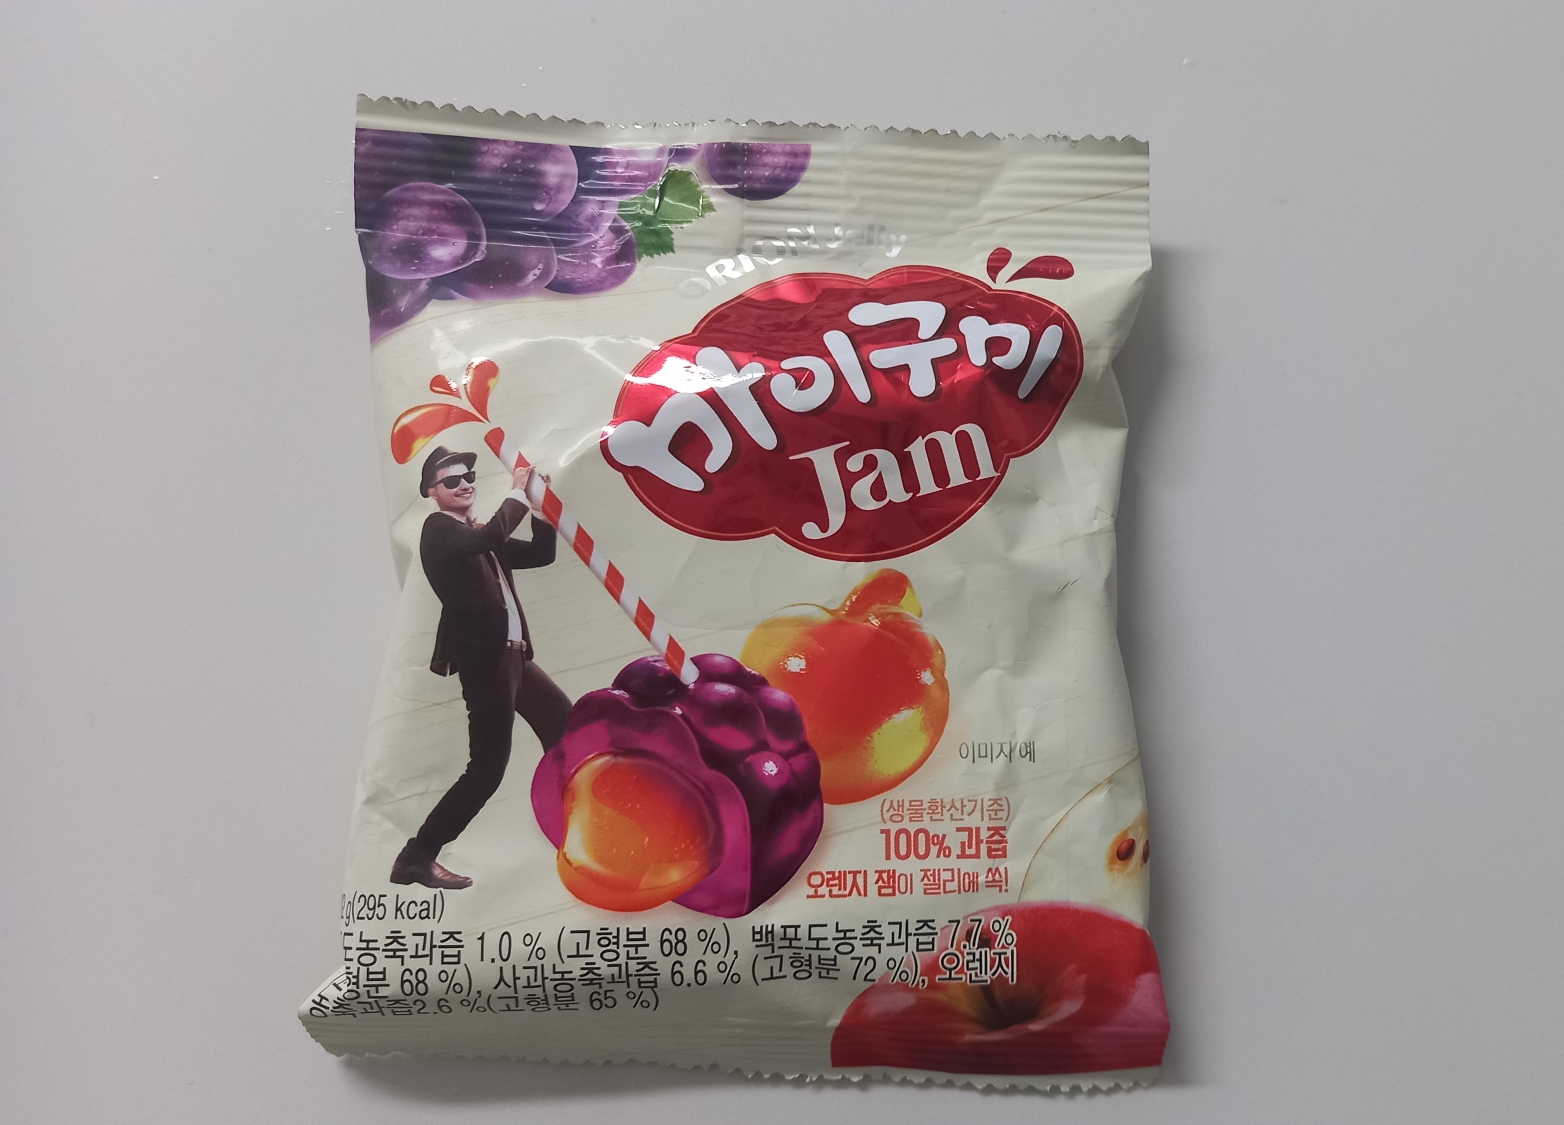 ORION Jelly
마이구미
Jam
이미지 예
(생물환산기준)
100% 과즙
오렌지 잼이 젤리에 쏙!
g(295 kcal)
도농축과즙 1.0 % (고형분 68 %), 백포도농축과즙 7.7 %
형분 68 %), 사과농축과즙 6.6 % (고형분 72 %), 오렌지
농축과즙2.6 %(고형분 65 %)